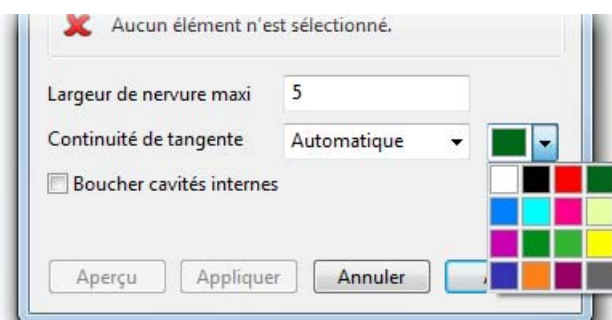 Aucun élément n'est sélectionné.
Largeur de nervure maxi 5
Continuité de tangente Automatique
Boucher cavités internes
Aperçu Appliquer Annuler